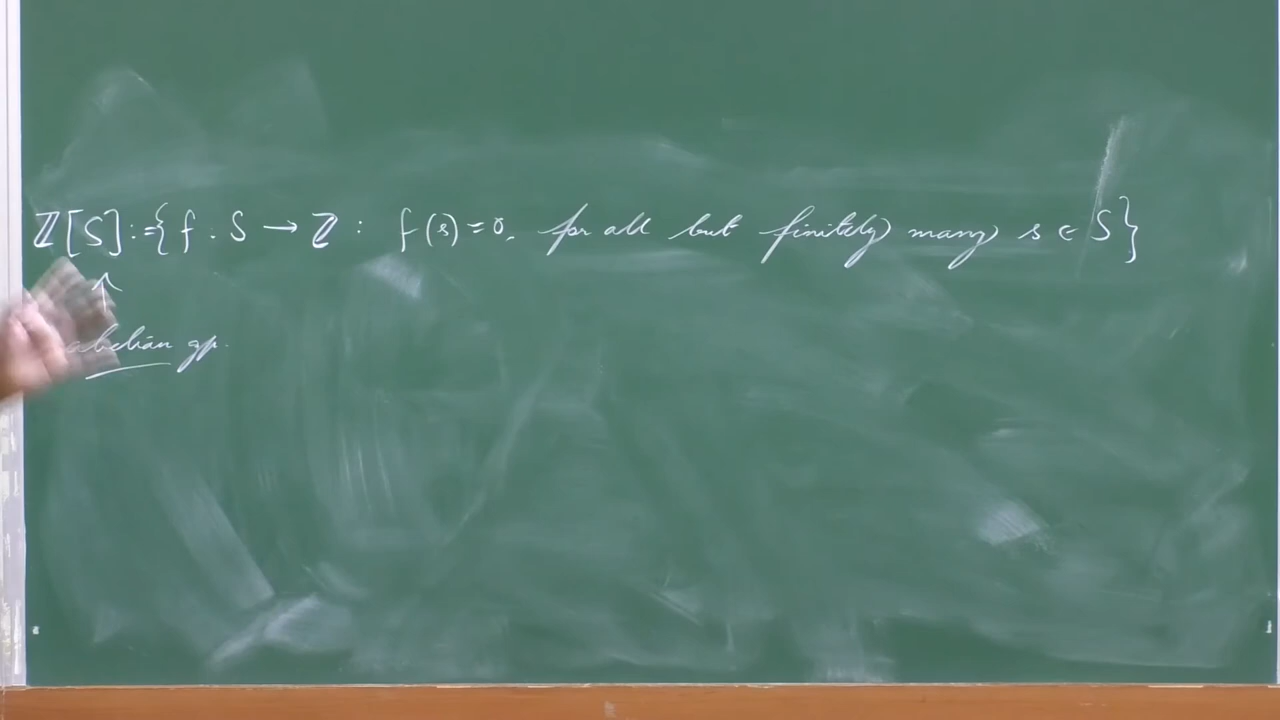 ℤ[S]:={f : S → ℤ : f(s)=0, for all but finitely many s ∈ S}
↑
abelian gp.